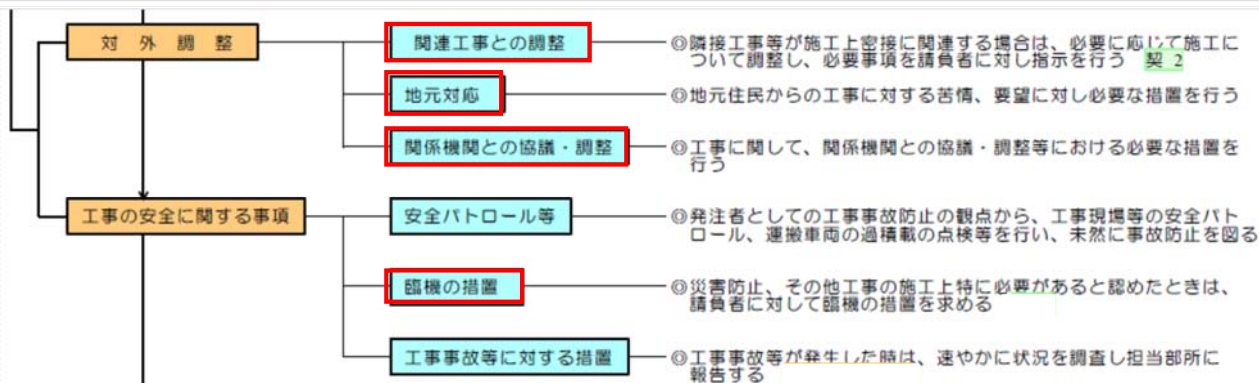 対外調整
関連工事との調整
◎隣接工事等が施工上密接に関連する場合は、必要に応じて施工に
ついて調整し、必要事項を請負者に対し指示を行う 契 2
地元対応
◎地元住民からの工事に対する苦情、要望に対し必要な措置を行う
関係機関との協議・調整
◎工事に関して、関係機関との協議・調整等における必要な措置を
行う
工事の安全に関する事項
安全パトロール等
◎発注者としての工事事故防止の観点から、工事現場等の安全パト
ロール、運搬車両の過積載の点検等を行い、未然に事故防止を図る
臨機の措置
◎災害防止、その他工事の施工上特に必要があると認めたときは、
請負者に対して臨機の措置を求める
工事事故等に対する措置
◎工事事故等が発生した時は、速やかに状況を調査し担当部所に
報告する